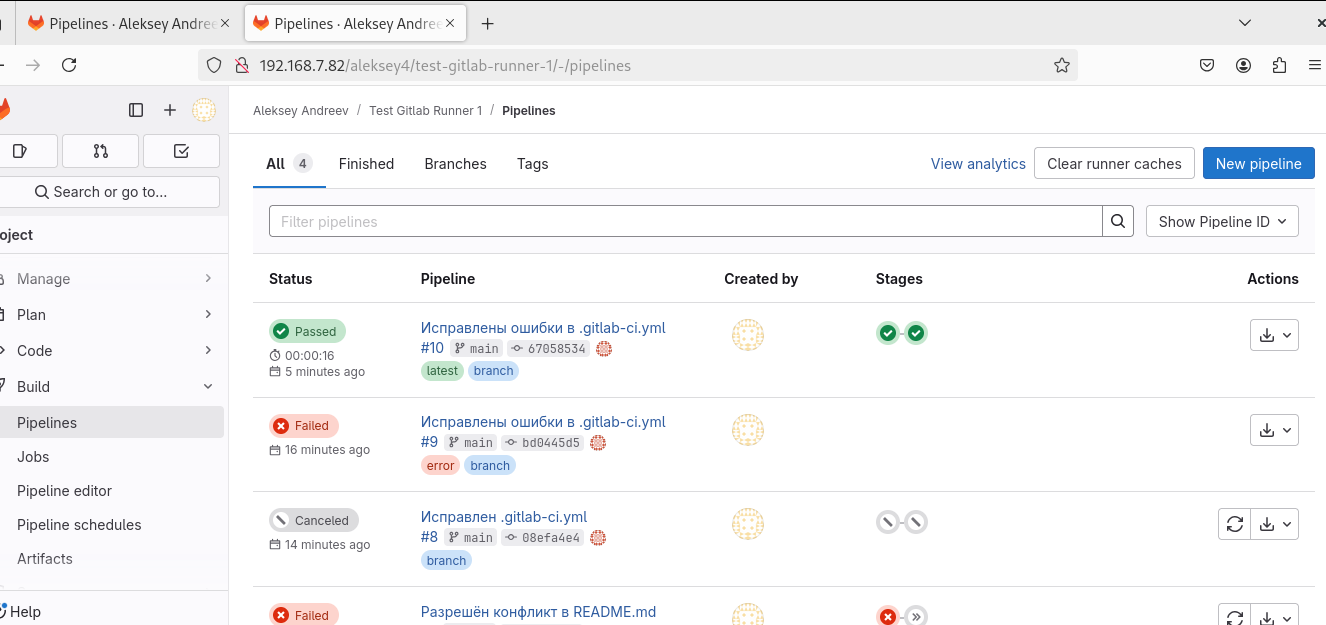 Pipelines · Aleksey Andree
Pipelines · Aleksey Andree
192.168.7.82/aleksey4/test-gitlab-runner-1/-/pipelines
Aleksey Andreev / Test Gitlab Runner 1 / Pipelines
All 4 Finished Branches Tags
View analytics Clear runner caches New pipeline
Search or go to...
Filter pipelines
Show Pipeline ID
oject
Manage
Plan
Code
Build
Pipelines
Jobs
Pipeline editor
Pipeline schedules
Artifacts
Help
Status Pipeline Created by Stages Actions
Passed
00:00:16
5 minutes ago
Исправлены ошибки в .gitlab-ci.yml
#10 main 67058534
latest branch
Failed
16 minutes ago
Исправлены ошибки в .gitlab-ci.yml
#9 main bd0445d5
error branch
Canceled
14 minutes ago
Исправлен .gitlab-ci.yml
#8 main 08efa4e4
branch
Failed
Разрешён конфликт в README.md